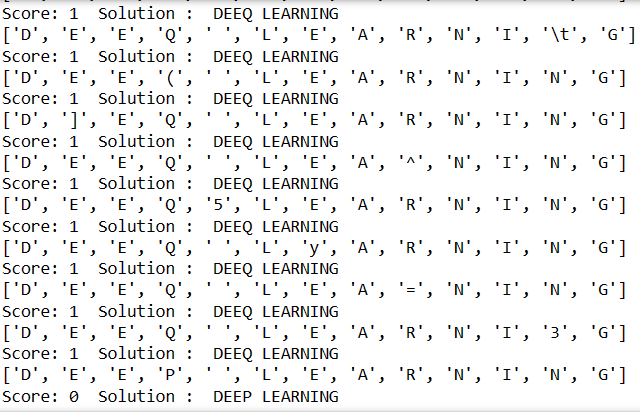 Score: 1  Solution :  DEEQ LEARNING
['D', 'E', 'E', 'Q', ' ', 'L', 'E', 'A', 'R', 'N', 'I', '\t', 'G']
Score: 1  Solution :  DEEQ LEARNING
['D', 'E', 'E', '(', ' ', 'L', 'E', 'A', 'R', 'N', 'I', 'N', 'G']
Score: 1  Solution :  DEEQ LEARNING
['D', ']', 'E', 'Q', ' ', 'L', 'E', 'A', 'R', 'N', 'I', 'N', 'G']
Score: 1  Solution :  DEEQ LEARNING
['D', 'E', 'E', 'Q', ' ', 'L', 'E', 'A', '^', 'N', 'I', 'N', 'G']
Score: 1  Solution :  DEEQ LEARNING
['D', 'E', 'E', 'Q', '5', 'L', 'E', 'A', 'R', 'N', 'I', 'N', 'G']
Score: 1  Solution :  DEEQ LEARNING
['D', 'E', 'E', 'Q', ' ', 'L', 'y', 'A', 'R', 'N', 'I', 'N', 'G']
Score: 1  Solution :  DEEQ LEARNING
['D', 'E', 'E', 'Q', ' ', 'L', 'E', 'A', '=', 'N', 'I', 'N', 'G']
Score: 1  Solution :  DEEQ LEARNING
['D', 'E', 'E', 'Q', ' ', 'L', 'E', 'A', 'R', 'N', 'I', '3', 'G']
Score: 1  Solution :  DEEQ LEARNING
['D', 'E', 'E', 'P', ' ', 'L', 'E', 'A', 'R', 'N', 'I', 'N', 'G']
Score: 0  Solution :  DEEP LEARNING